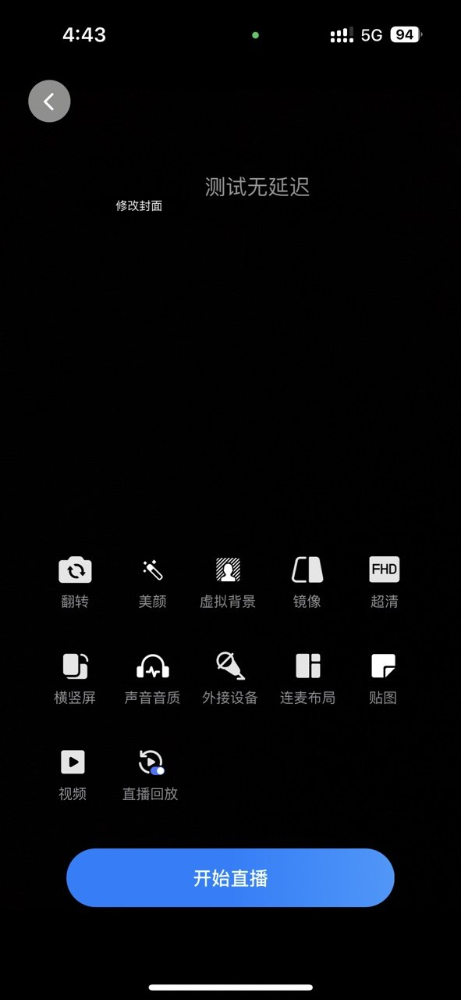 4:43
5G
94
测试无延迟
修改封面
FHD
翻转 美颜 虚拟背景 镜像 超清
横竖屏 声音音质 外接设备 连麦布局 贴图
视频 直播回放
开始直播